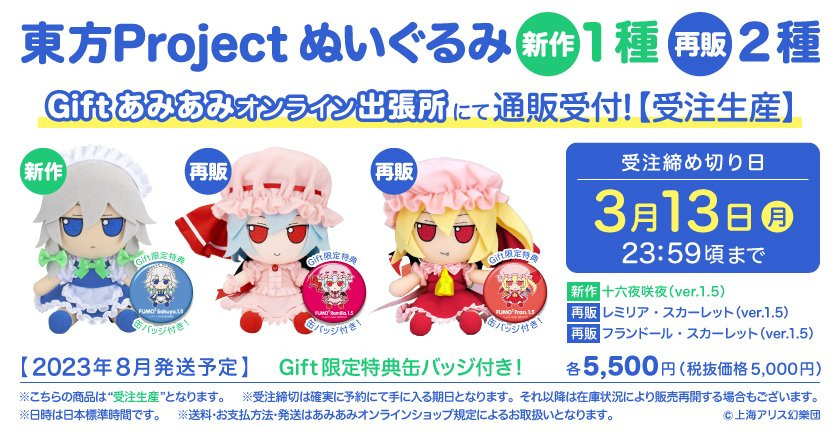 東方Project ぬいぐるみ 新作 1種 再販 2種
Gift あみあみオンライン出張所 にて 通販受付!【受注生産】
新作
再販
再販
Gift限定特典
FUMO² Sakuya.1.5
缶バッジ付き!
Gift限定特典
FUMO² Remilia.1.5
缶バッジ付き!
Gift限定特典
FUMO² Fran.1.5
缶バッジ付き!
受注締め切り日
3月13日 月
23:59頃まで
新作 十六夜咲夜(ver.1.5)
再販 レミリア・スカーレット(ver.1.5)
再販 フランドール・スカーレット(ver.1.5)
【2023年8月発送予定】 Gift限定特典缶バッジ付き! 各5,500円(税抜価格5,000円)
※こちらの商品は“受注生産”となります。 ※受注締切は確実に予約にて手に入る期日となります。それ以降は在庫状況により販売再開する場合もございます。
※日時は日本標準時間です。 ※送料・お支払方法・発送はあみあみオンラインショップ規定によるお取扱いとなります。 © 上海アリス幻樂団